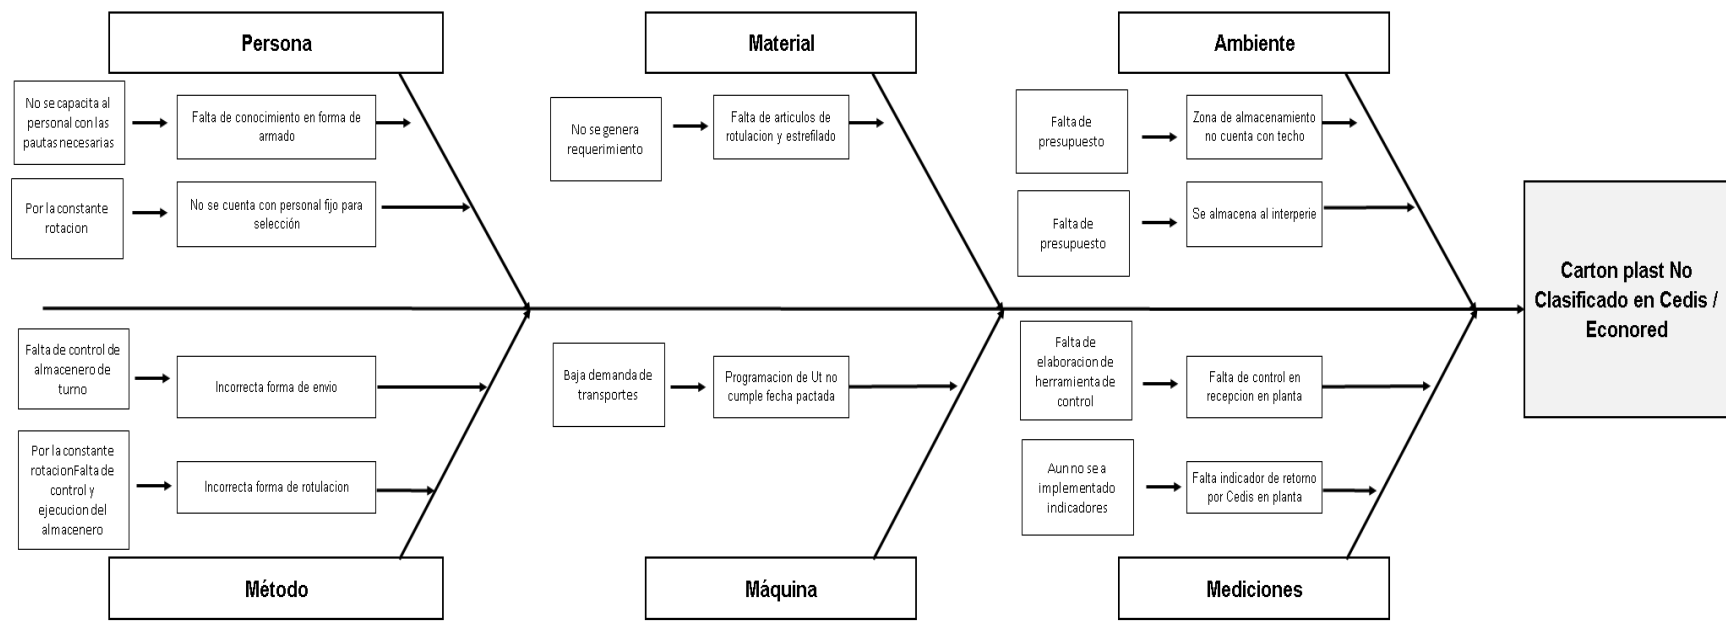 Persona
Material
Ambiente
No se capacita al
personal con las
pautas necesarias
Falta de conocimiento en forma de
armado
No se genera
requerimiento
Falta de articulos de
rotulacion y estrefilado
Falta de
presupuesto
Zona de almacenamiento
no cuenta con techo
Por la constante
rotacion
No se cuenta con personal fijo para
selección
Falta de
presupuesto
Se almacena al interperie
Carton plast No
Clasificado en Cedis /
Econored
Falta de control de
almacenero de
turno
Incorrecta forma de envio
Baja demanda de
transportes
Programacion de Ut no
cumple fecha pactada
Falta de
elaboracion de
herramienta de
control
Falta de control en
recepcion en planta
Por la constante
rotacionFalta de
control y
ejecucion del
almacenero
Incorrecta forma de rotulacion
Aun no se a
implementado
indicadores
Falta indicador de retorno
por Cedis en planta
Método
Máquina
Mediciones